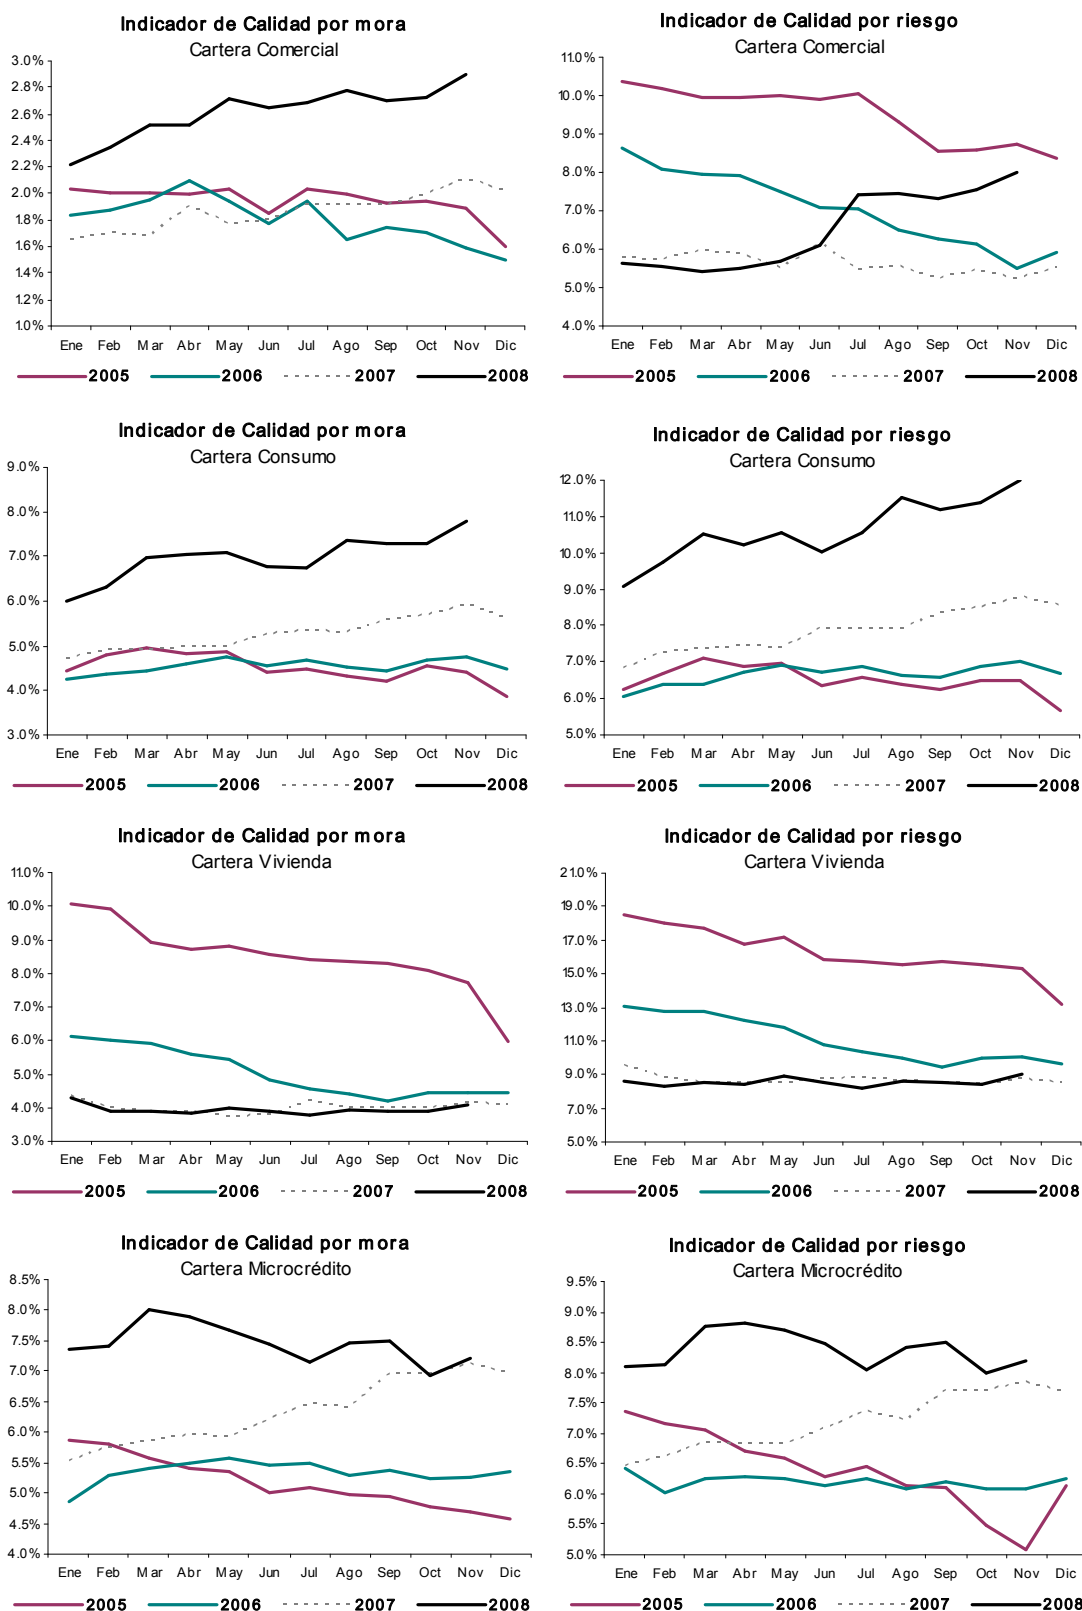 Indicador de Calidad por mora
Cartera Comercial
3.0%
2.8%
2.6%
2.4%
2.2%
2.0%
1.8%
1.6%
1.4%
1.2%
1.0%
Ene Feb Mar Abr May Jun Jul Ago Sep Oct Nov Dic
2005 2006 2007 2008
Indicador de Calidad por riesgo
Cartera Comercial
11.0%
10.0%
9.0%
8.0%
7.0%
6.0%
5.0%
4.0%
Ene Feb Mar Abr May Jun Jul Ago Sep Oct Nov Dic
2005 2006 2007 2008
Indicador de Calidad por mora
Cartera Consumo
9.0%
8.0%
7.0%
6.0%
5.0%
4.0%
3.0%
Ene Feb Mar Abr May Jun Jul Ago Sep Oct Nov Dic
2005 2006 2007 2008
Indicador de Calidad por riesgo
Cartera Consumo
12.0%
11.0%
10.0%
9.0%
8.0%
7.0%
6.0%
5.0%
Ene Feb Mar Abr May Jun Jul Ago Sep Oct Nov Dic
2005 2006 2007 2008
Indicador de Calidad por mora
Cartera Vivienda
11.0%
10.0%
9.0%
8.0%
7.0%
6.0%
5.0%
4.0%
3.0%
Ene Feb Mar Abr May Jun Jul Ago Sep Oct Nov Dic
2005 2006 2007 2008
Indicador de Calidad por riesgo
Cartera Vivienda
21.0%
19.0%
17.0%
15.0%
13.0%
11.0%
9.0%
7.0%
5.0%
Ene Feb Mar Abr May Jun Jul Ago Sep Oct Nov Dic
2005 2006 2007 2008
Indicador de Calidad por mora
Cartera Microcrédito
8.5%
8.0%
7.5%
7.0%
6.5%
6.0%
5.5%
5.0%
4.5%
4.0%
Ene Feb Mar Abr May Jun Jul Ago Sep Oct Nov Dic
2005 2006 2007 2008
Indicador de Calidad por riesgo
Cartera Microcrédito
9.5%
9.0%
8.5%
8.0%
7.5%
7.0%
6.5%
6.0%
5.5%
5.0%
Ene Feb Mar Abr May Jun Jul Ago Sep Oct Nov Dic
2005 2006 2007 2008